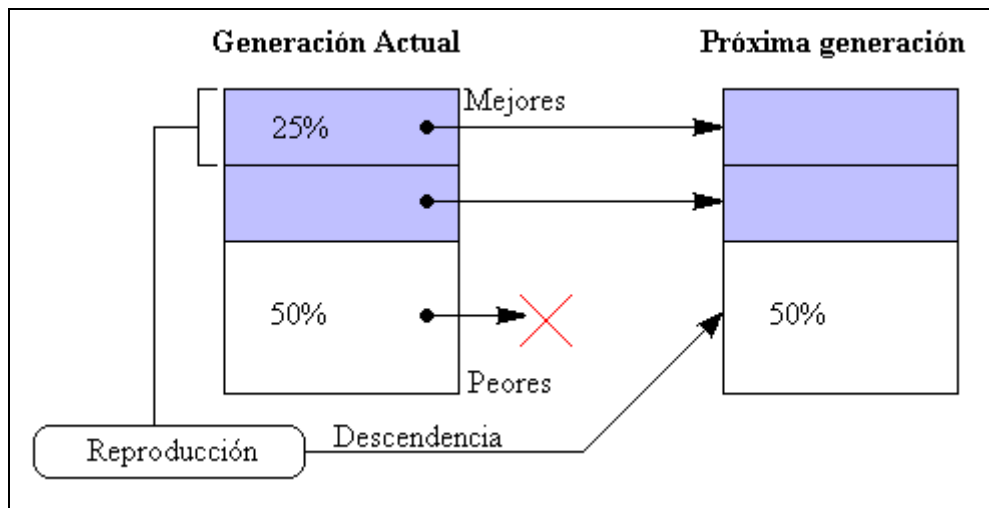 Generación Actual
Próxima generación
Mejores
25%
50%
50%
Peores
Descendencia
Reproducción